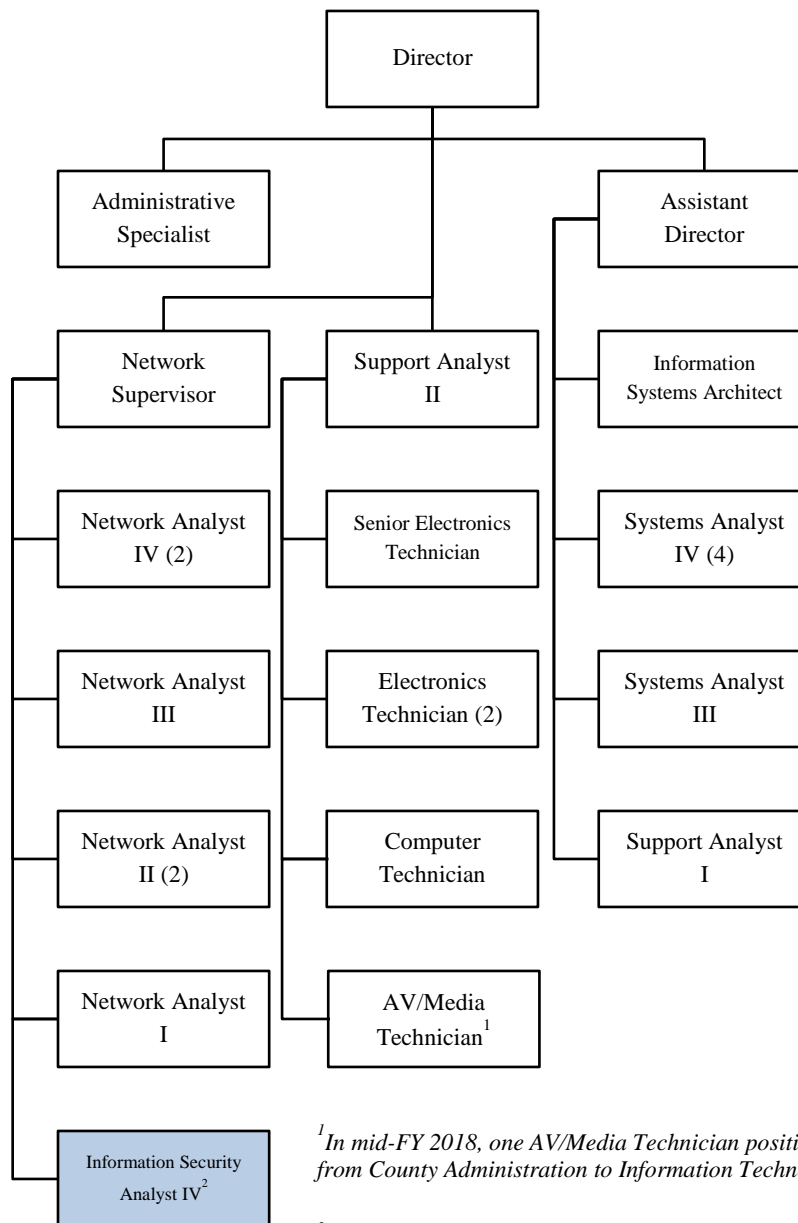 Director
Administrative
Specialist
Assistant
Director
Network
Supervisor
Support Analyst
II
Information
Systems Architect
Network Analyst
IV (2)
Senior Electronics
Technician
Systems Analyst
IV (4)
Network Analyst
III
Electronics
Technician (2)
Systems Analyst
III
Network Analyst
II (2)
Computer
Technician
Support Analyst
I
Network Analyst
I
AV/Media
Technician¹
Information Security
Analyst IV²
¹In mid-FY 2018, one AV/Media Technician
from County Administration to Information